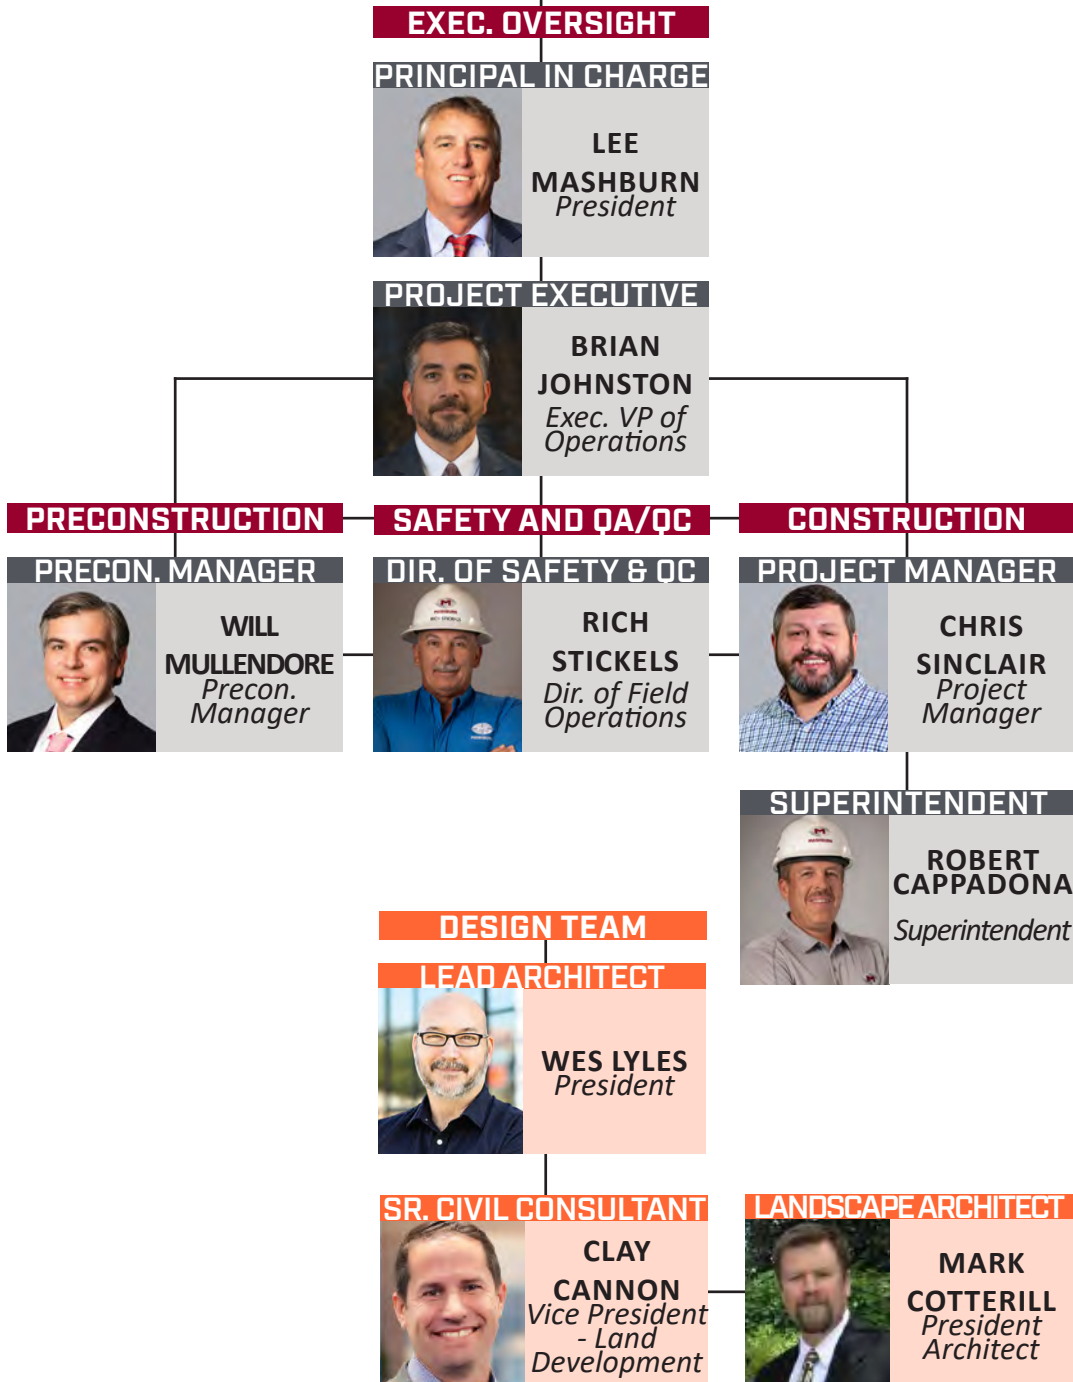 EXEC. OVERSIGHT
PRINCIPAL IN CHARGE
LEE
MASHBURN
President
PROJECT EXECUTIVE
BRIAN
JOHNSTON
Exec. VP of
Operations
PRECONSTRUCTION
SAFETY AND QA/QC
CONSTRUCTION
PRECON. MANAGER
WILL
MULLENDORE
Precon.
Manager
DIR. OF SAFETY & QC
RICH
STICKELS
Dir. of Field
Operations
PROJECT MANAGER
CHRIS
SINCLAIR
Project
Manager
SUPERINTENDENT
ROBERT
CAPPADONA
Superintendent
DESIGN TEAM
LEAD ARCHITECT
WES LYLES
President
SR. CIVIL CONSULTANT
CLAY
CANNON
Vice President
- Land
Development
LANDSCAPE ARCHITECT
MARK
COTTERILL
President
Architect